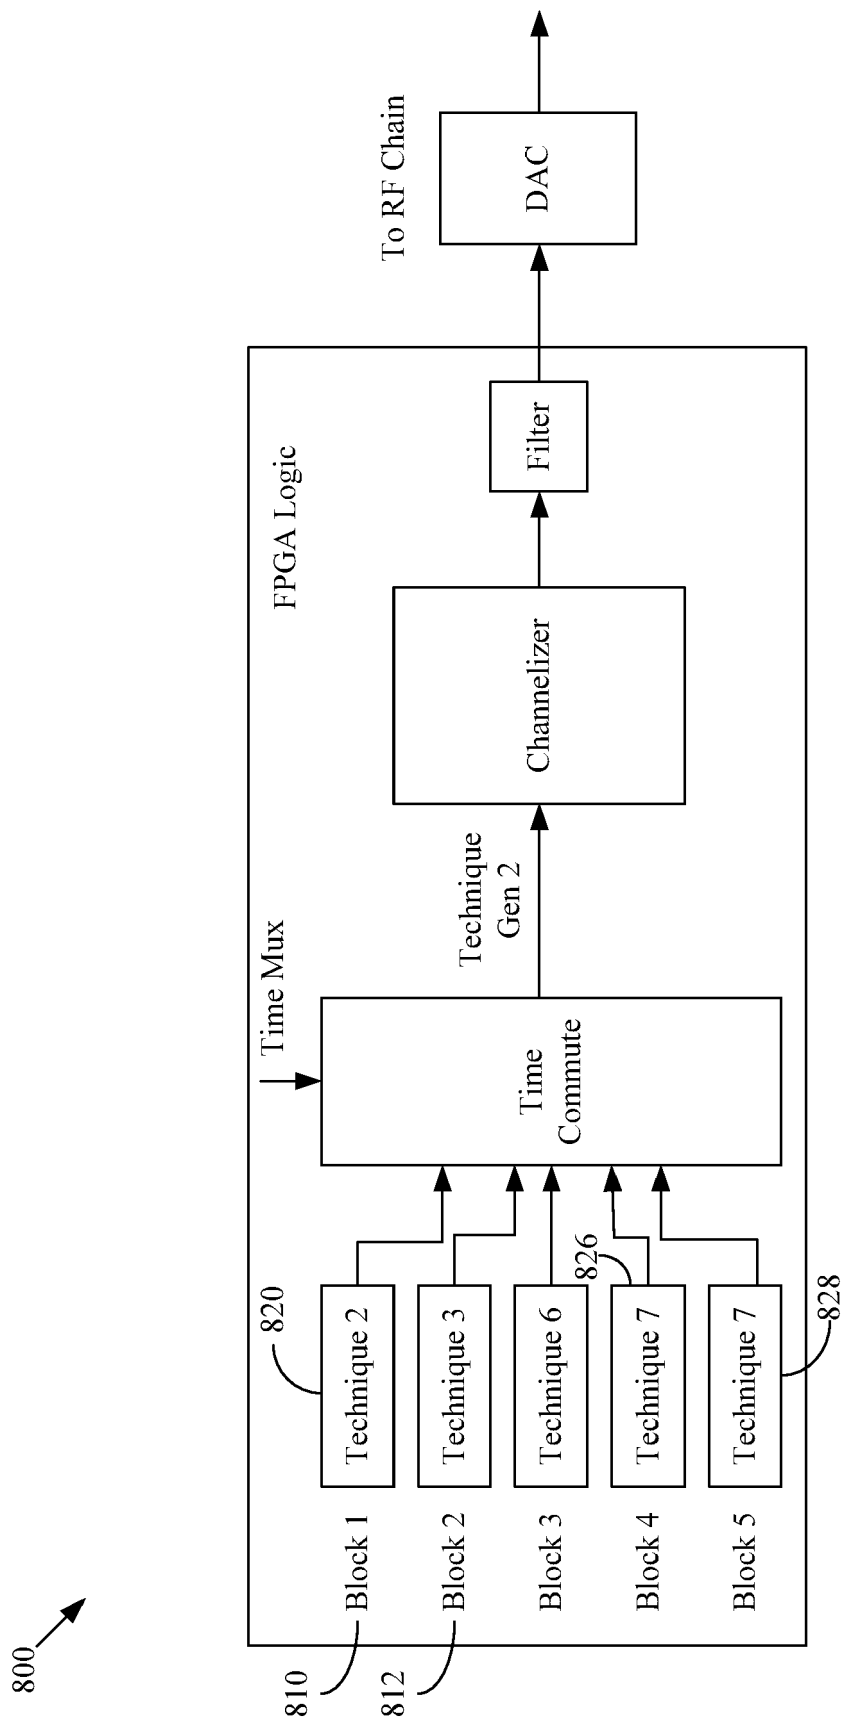 800
FPGA Logic
To RF Chain
Time Mux
810
Block 1
Technique 2
820
812
Block 2
Technique 3
Block 3
Technique 6
Block 4
Technique 7
826
Block 5
Technique 7
828
Time
Commute
Technique
Gen 2
Channelizer
Filter
DAC